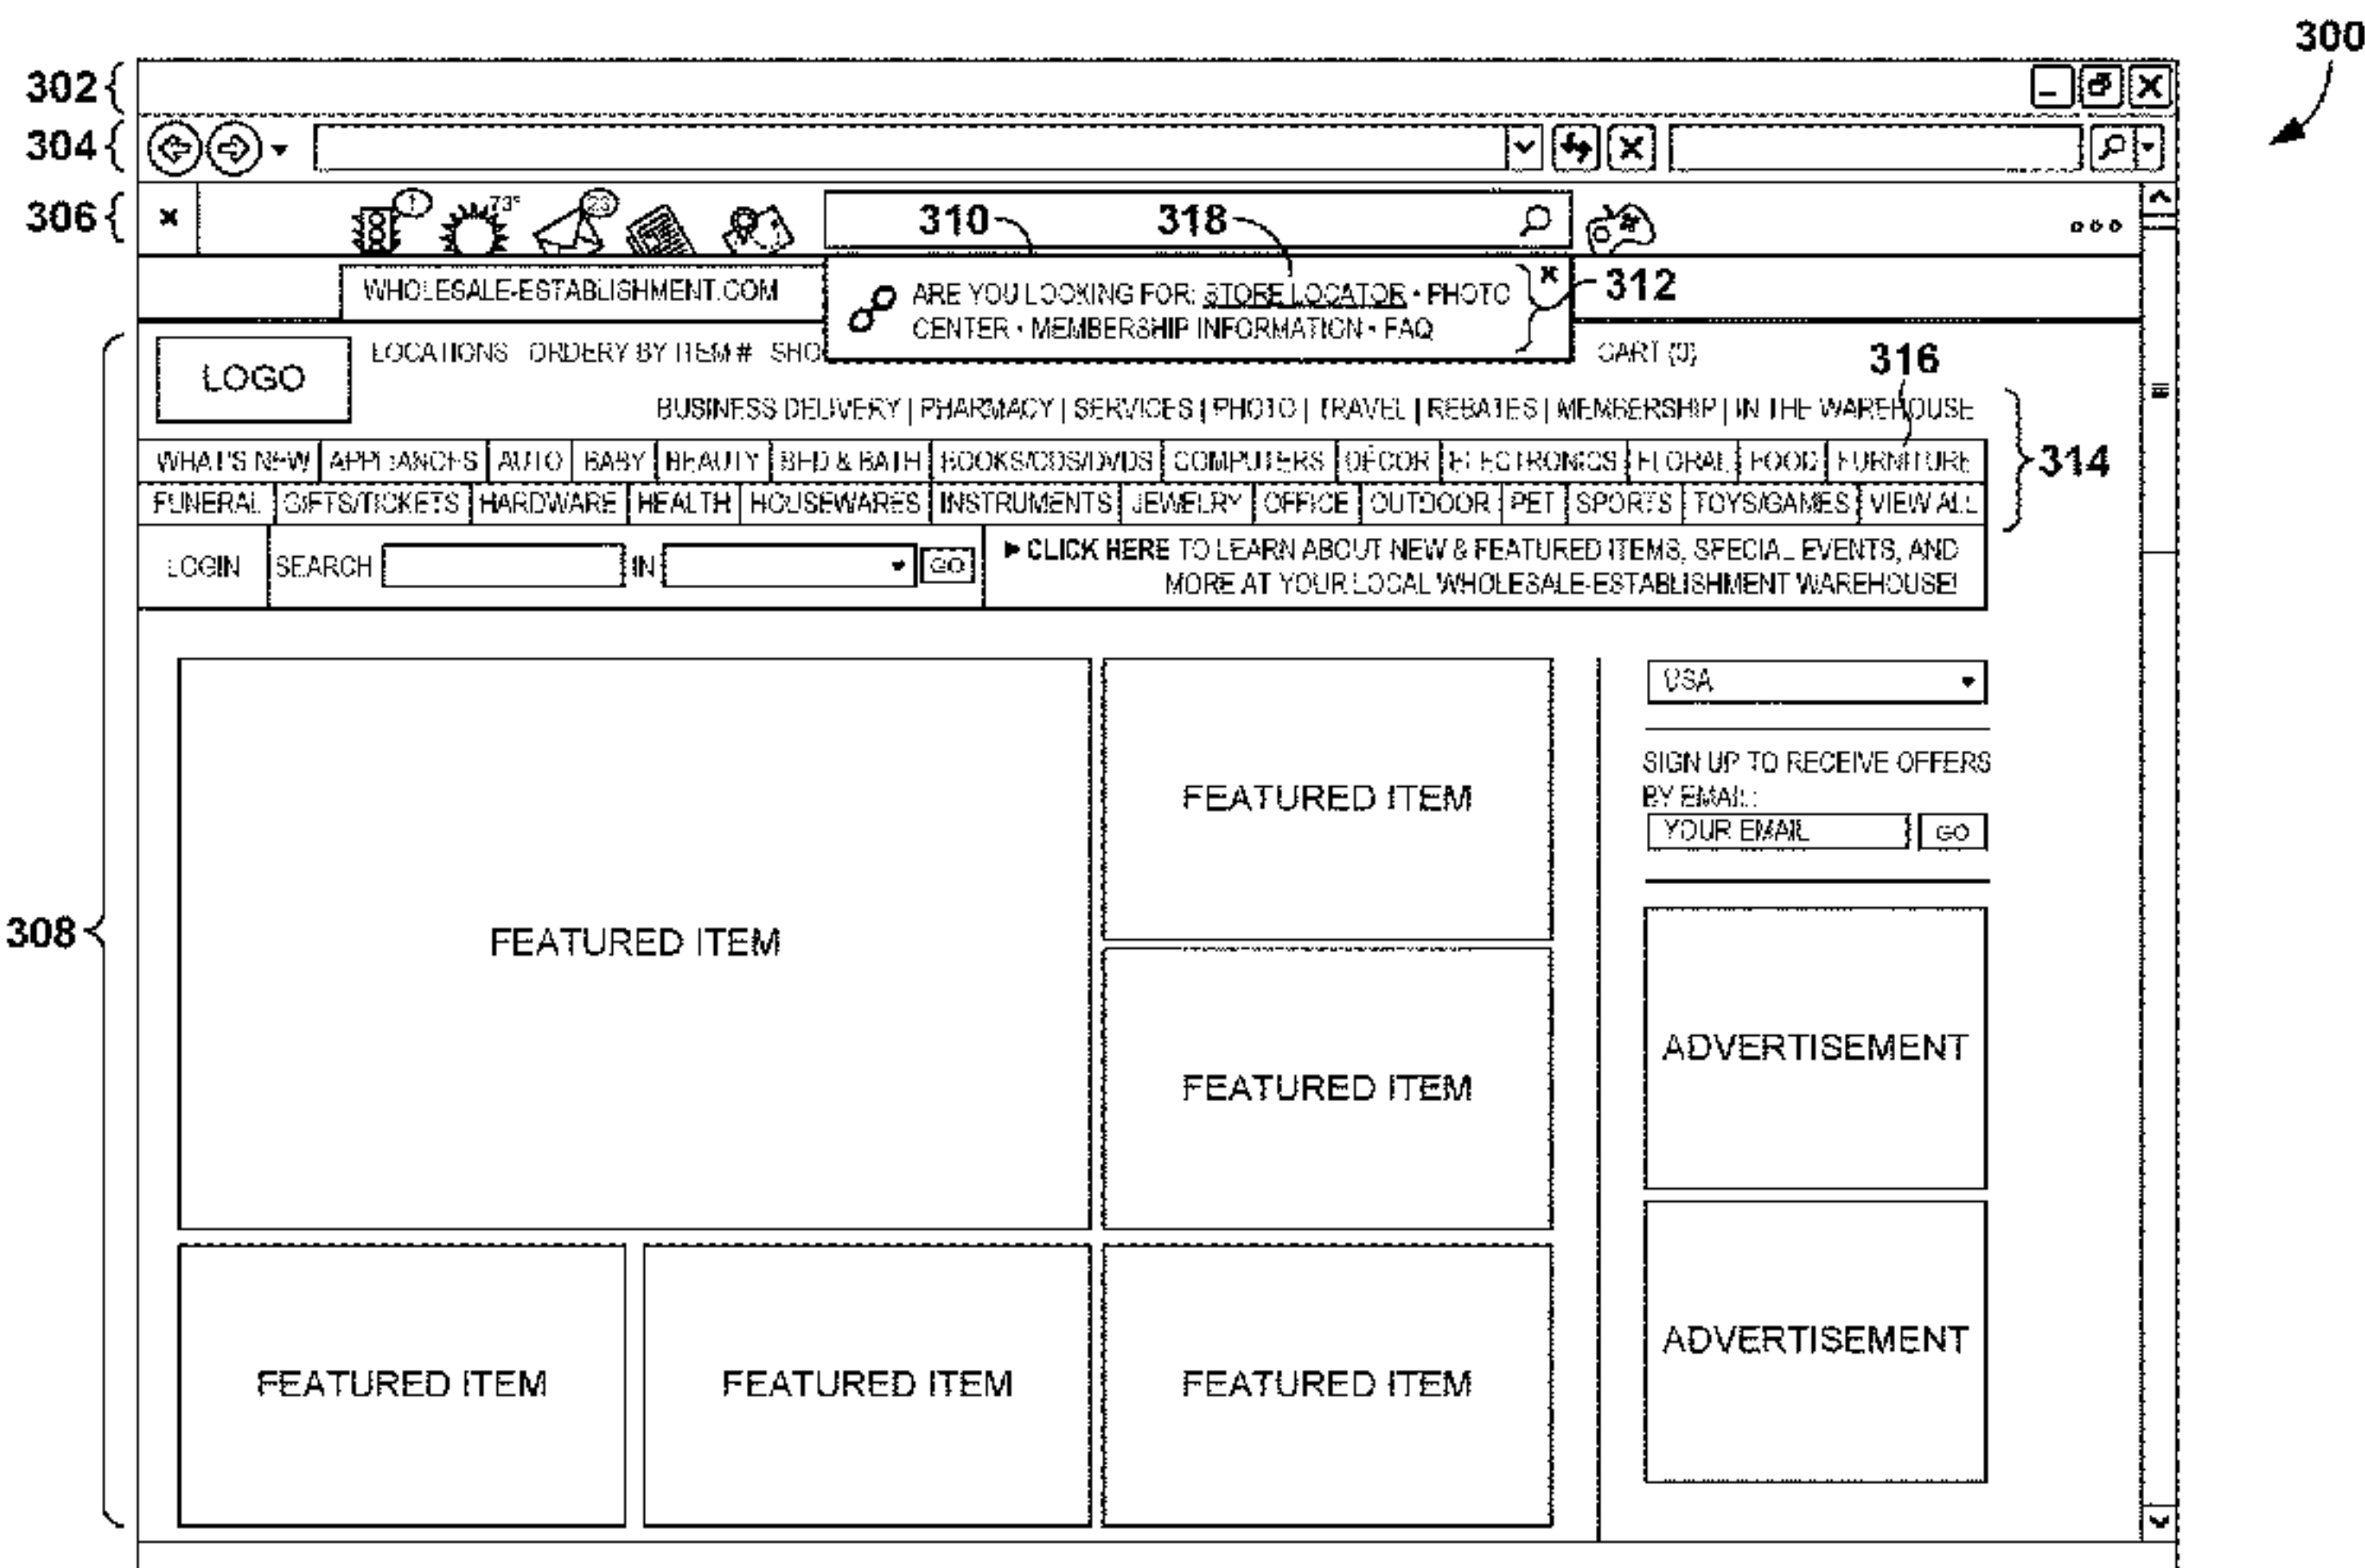 300
302
304
306
1
73°
23
310
318
WHOLESALE-ESTABLISHMENT.COM
ARE YOU LOOKING FOR: STORE LOCATOR • PHOTO
CENTER • MEMBERSHIP INFORMATION • FAQ
312
LOGO
LOCATIONS ORDERY BY ITEM # SHO
CART (0)
316
BUSINESS DELIVERY | PHARMACY | SERVICES | PHOTO | TRAVEL | REBATES | MEMBERSHIP | IN THE WAREHOUSE
WHAT'S NEW APPLIANCES AUTO BABY BEAUTY BED & BATH BOOKS/CDS/DVDS COMPUTERS DÉCOR ELECTRONICS FLORAL FOOD FURNITURE
314
FUNERAL GIFTS/TICKETS HARDWARE HEALTH HOUSEWARES INSTRUMENTS JEWELRY OFFICE OUTDOOR PET SPORTS TOYS/GAMES VIEW ALL
LOGIN SEARCH IN GO
► CLICK HERE TO LEARN ABOUT NEW & FEATURED ITEMS, SPECIAL EVENTS, AND
MORE AT YOUR LOCAL WHOLESALE-ESTABLISHMENT WAREHOUSE!
308
FEATURED ITEM
FEATURED ITEM
FEATURED ITEM
FEATURED ITEM
FEATURED ITEM
FEATURED ITEM
USA
SIGN UP TO RECEIVE OFFERS
BY EMAIL:
YOUR EMAIL GO
ADVERTISEMENT
ADVERTISEMENT